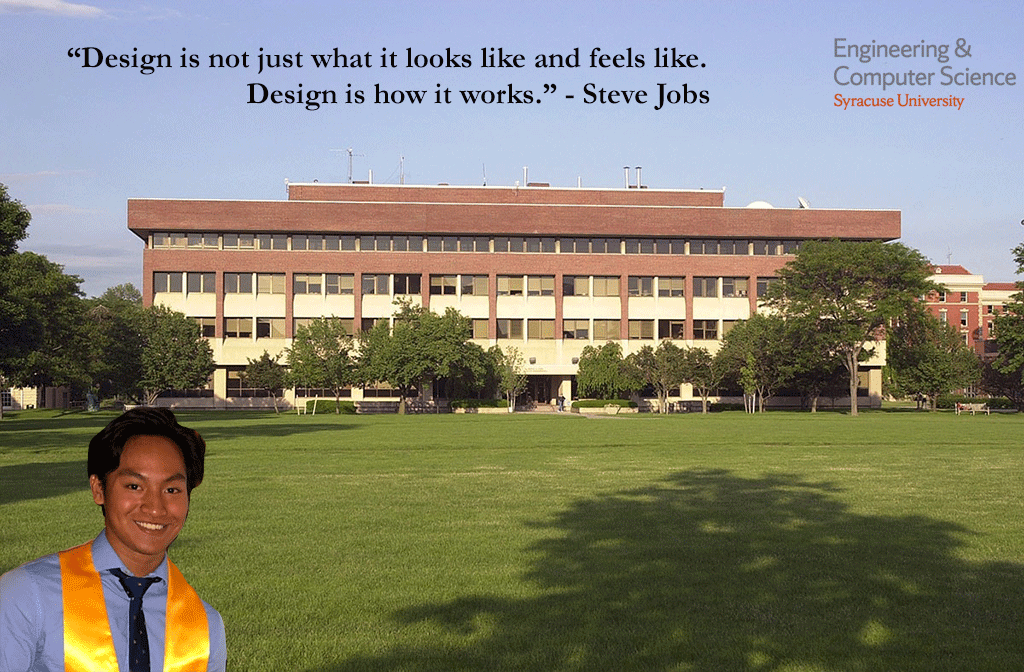 “Design is not just what it looks like and feels like.
Design is how it works.” - Steve Jobs
Engineering &
Computer Science
Syracuse University